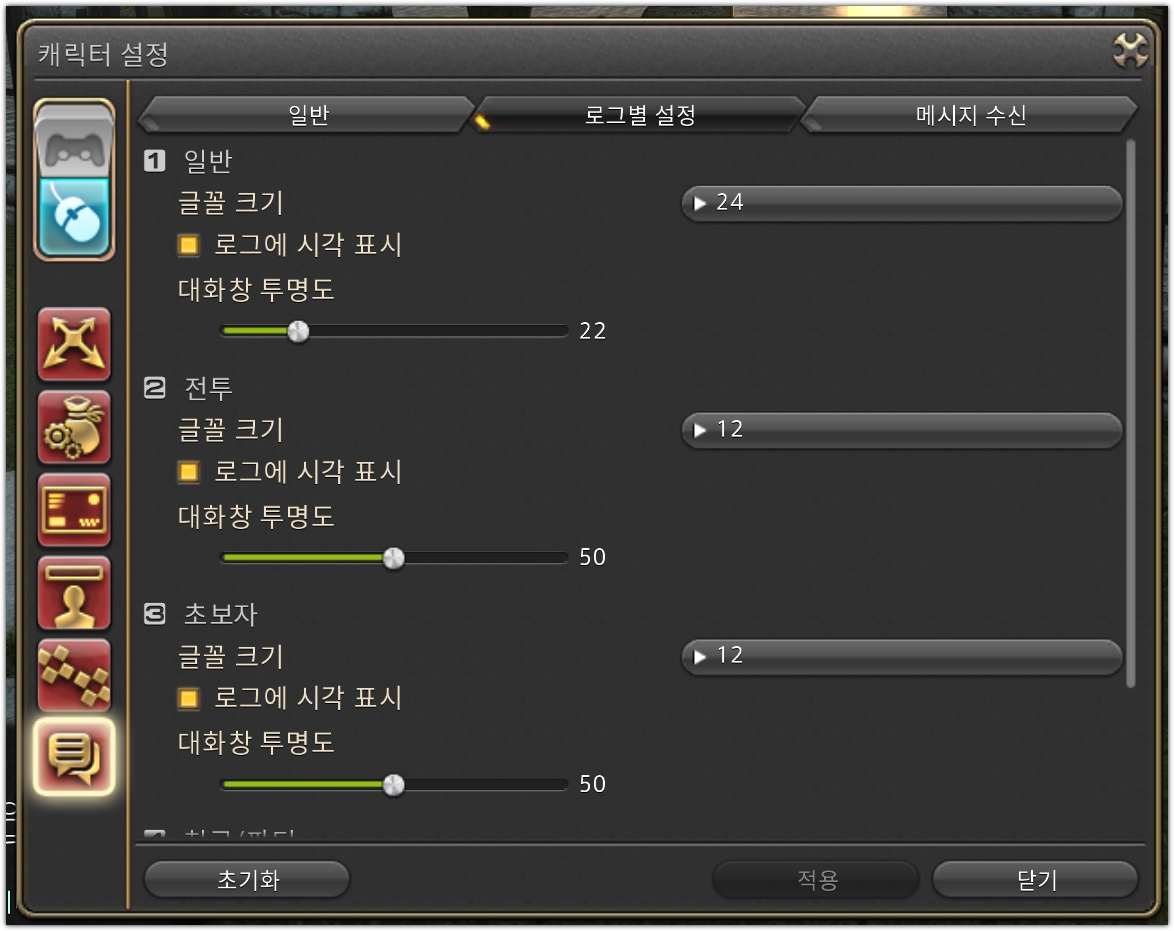 캐릭터 설정
일반
로그별 설정
메시지 수신
1 일반
글꼴 크기
24
로그에 시각 표시
대화창 투명도
22
2 전투
글꼴 크기
12
로그에 시각 표시
대화창 투명도
50
3 초보자
글꼴 크기
12
로그에 시각 표시
대화창 투명도
50
초기화
적용
닫기